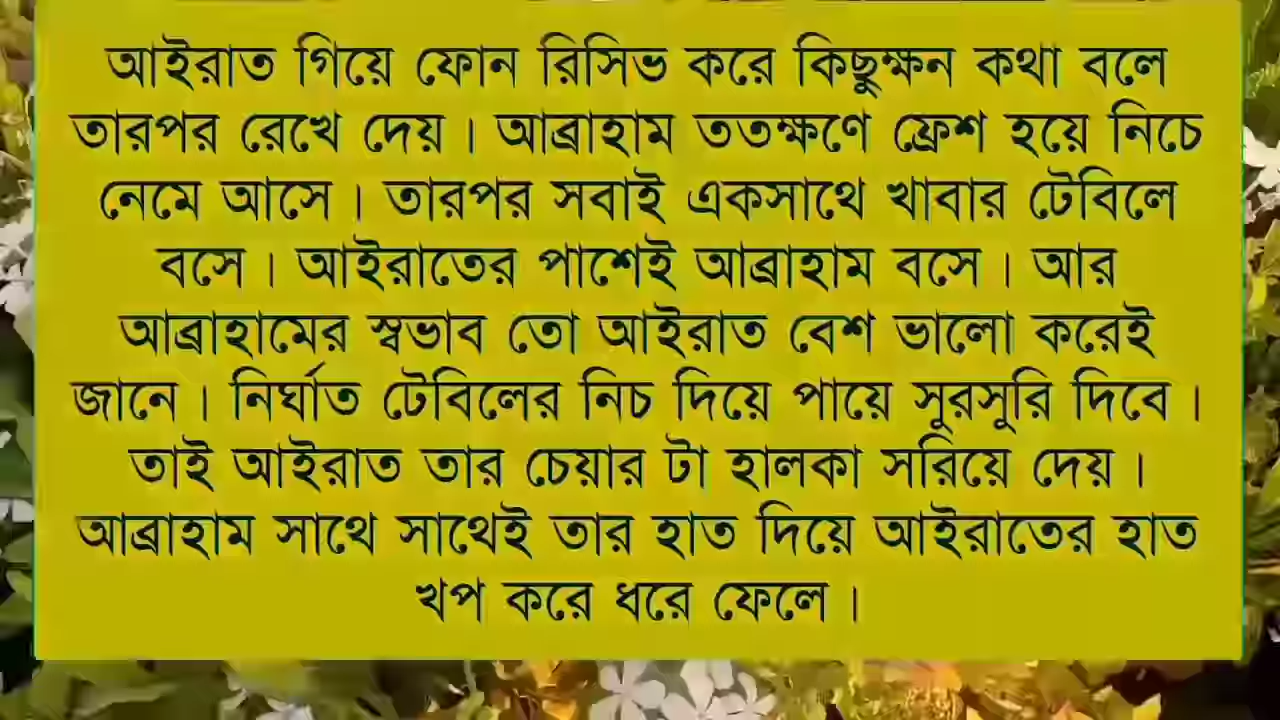 আইরাত গিয়ে ফোন রিসিভ করে কিছুক্ষন কথা বলে
তারপর রেখে দেয়। আব্রাহাম ততক্ষণে ফ্রেশ হয়ে নিচে
নেমে আসে। তারপর সবাই একসাথে খাবার টেবিলে
বসে। আইরাতের পাশেই আব্রাহাম বসে। আর
আব্রাহামের স্বভাব তো আইরাত বেশ ভালো করেই
জানে। নির্ঘাত টেবিলের নিচ দিয়ে পায়ে সুরসুরি দিবে।
তাই আইরাত তার চেয়ার টা হালকা সরিয়ে দেয়।
আব্রাহাম সাথে সাথেই তার হাত দিয়ে আইরাতের হাত
খপ করে ধরে ফেলে।